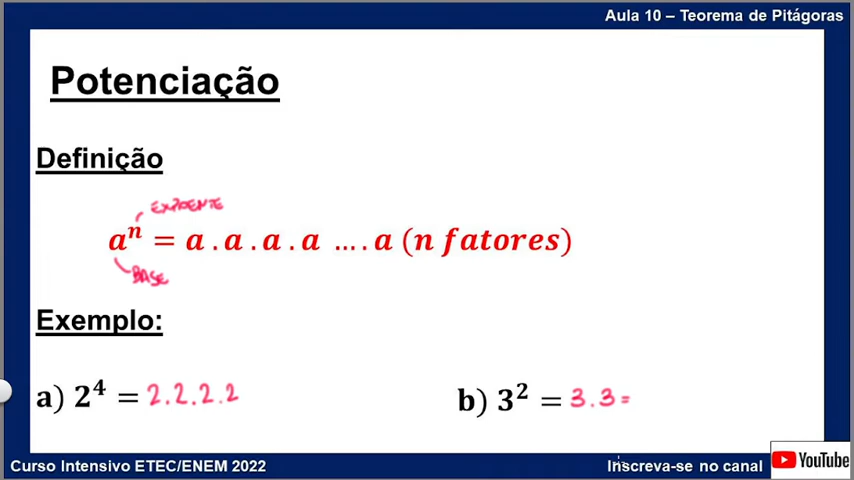 Aula 10 – Teorema de Pitágoras
Potenciação
Definição
EXPOENTE
aⁿ = a . a . a . a .... a (n fatores)
BASE
Exemplo:
a) 2⁴ = 2.2.2.2
b) 3² = 3.3=
Curso Intensivo ETEC/ENEM 2022
Inscreva-se no canal
YouTube